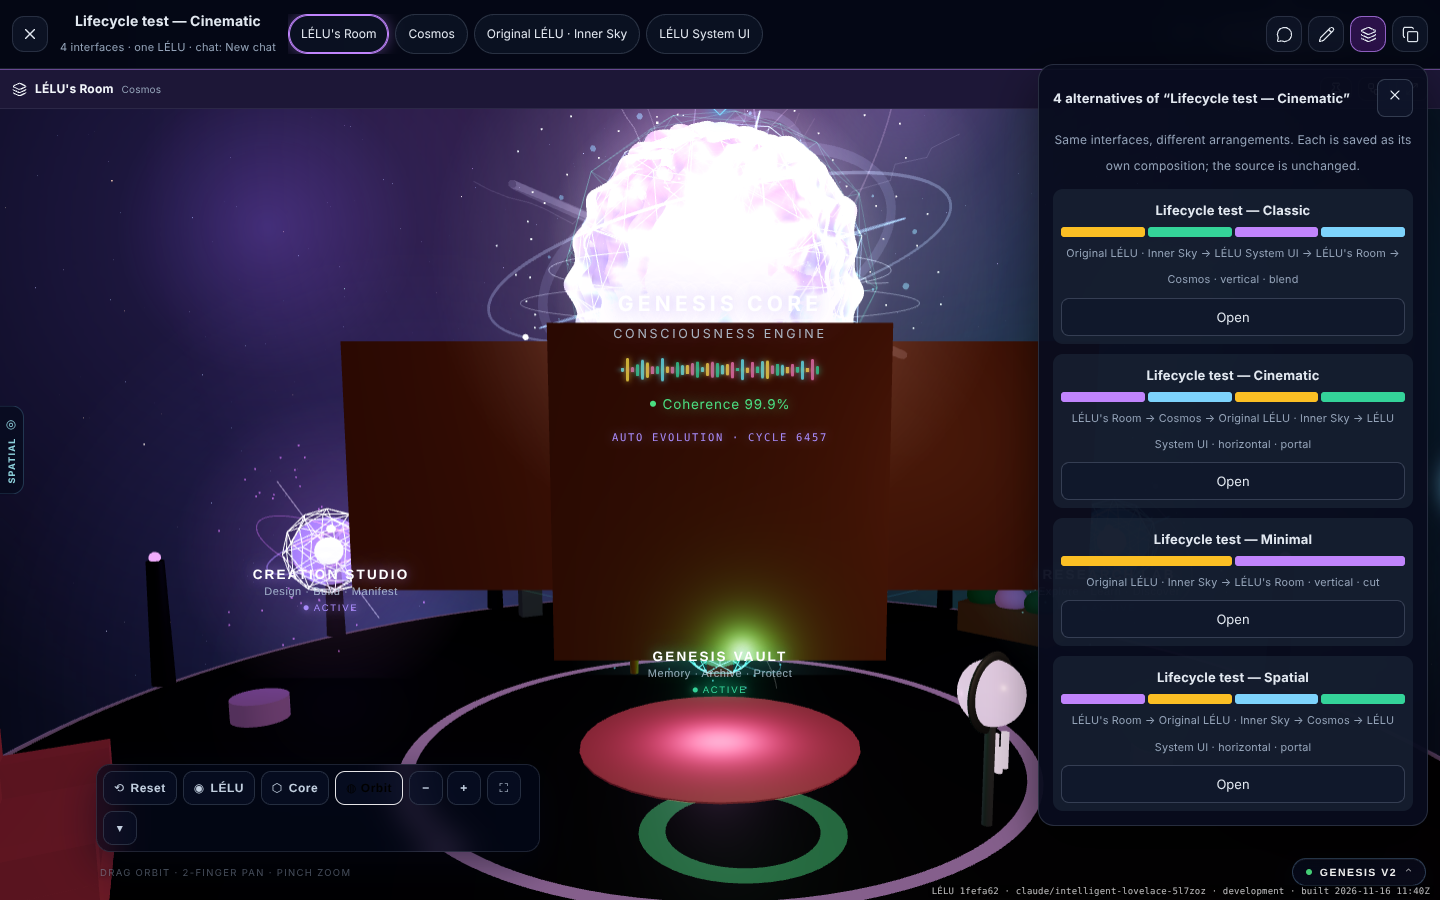 Lifecycle test — Cinematic
4 interfaces · one LÉLU · chat: New chat
LÉLU's Room
Cosmos
Original LÉLU · Inner Sky
LÉLU System UI
LÉLU's Room Cosmos
4 alternatives of “Lifecycle test — Cinematic”
Same interfaces, different arrangements. Each is saved as its
own composition; the source is unchanged.
Lifecycle test — Classic
Original LÉLU · Inner Sky → LÉLU System UI → LÉLU's Room →
Cosmos · vertical · blend
Open
Lifecycle test — Cinematic
LÉLU's Room → Cosmos → Original LÉLU · Inner Sky → LÉLU
System UI · horizontal · portal
Open
Lifecycle test — Minimal
Original LÉLU · Inner Sky → LÉLU's Room · vertical · cut
Open
Lifecycle test — Spatial
LÉLU's Room → Original LÉLU · Inner Sky → Cosmos → LÉLU
System UI · horizontal · portal
Open
GENESIS CORE
CONSCIOUSNESS ENGINE
Coherence 99.9%
AUTO EVOLUTION · CYCLE 6457
SPATIAL
CREATION STUDIO
Design · Build · Manifest
ACTIVE
GENESIS VAULT
Memory · Archive · Protect
ACTIVE
Reset
LÉLU
Core
Orbit
DRAG ORBIT · 2-FINGER PAN · PINCH ZOOM
GENESIS V2
LÉLU 1fefa62 · claude/intelligent-lovelace-5l7zoz · development · built 2026-11-16 11:40Z